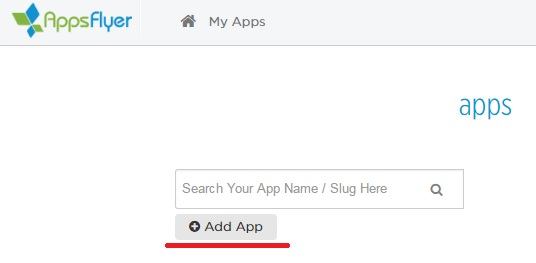 AppsFlyer
My Apps
apps
Search Your App Name / Slug Here
Add App